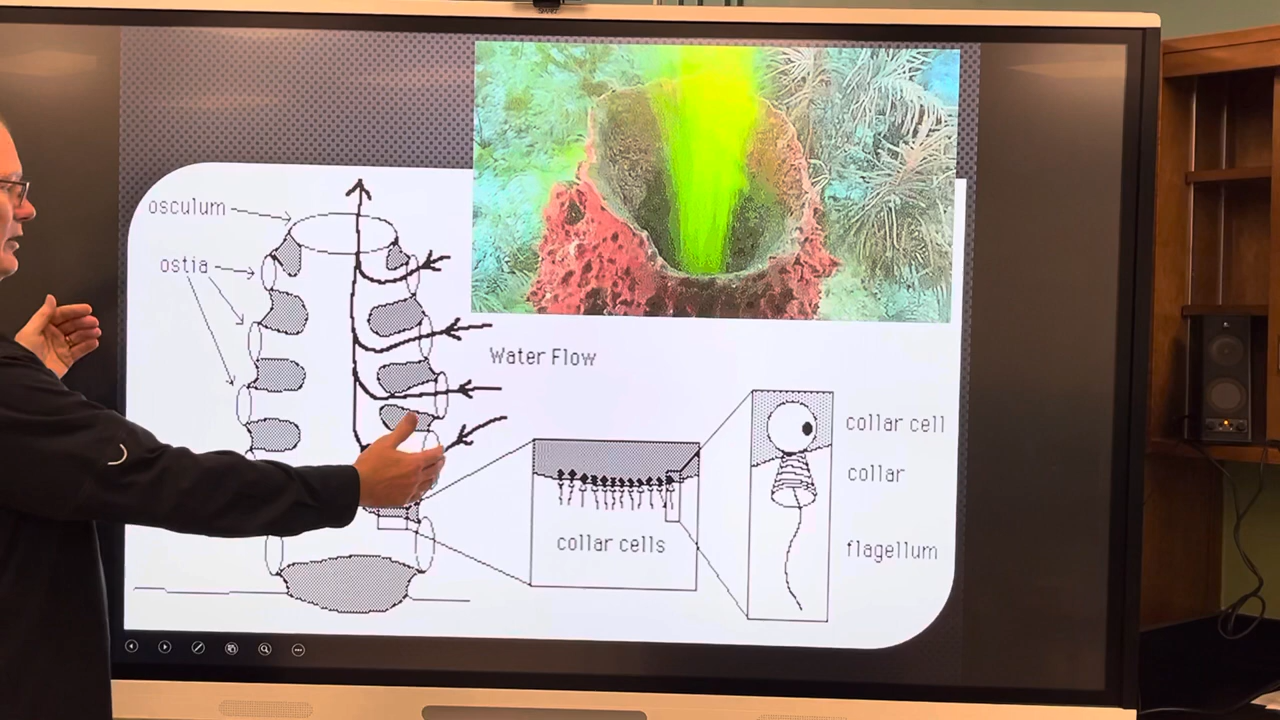 osculum
ostia
Water Flow
collar cells
collar cell
collar
flagellum